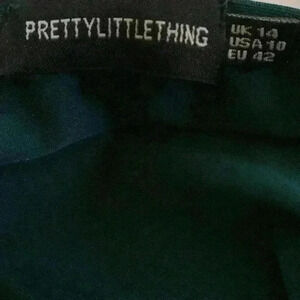 PRETTYLITTLETHING
UK 14
USA 10
EU 42